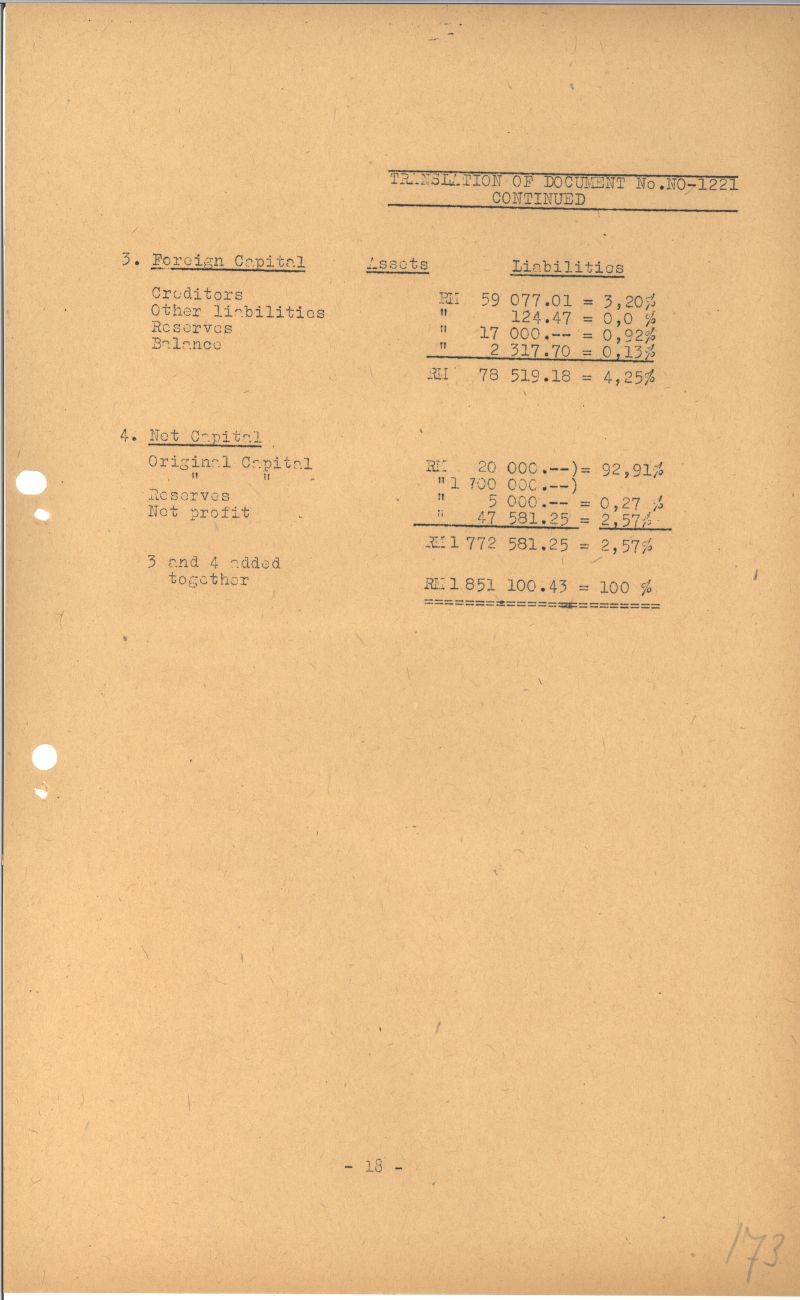 TRANSLATION OF DOCUMENT No.NO-1221
CONTINUED
3. Foreign Capital Assets Liabilities
Creditors RM 59 077.01 = 3,20%
Other liabilities " 124.47 = 0,0 %
Reserves " 17 000.-- = 0,92%
Balance " 2 317.70 = 0,13%
RM 78 519.18 = 4,25%
4. Net Capital
Original Capital RM 20 000.--)= 92,91%
" " "1 700 000.--)
Reserves " 5 000.-- = 0,27 %
Net profit " 47 581.25 = 2,57%
RM 1 772 581.25 = 2,57%
3 and 4 added
together RM 1 851 100.43 = 100 %
=======================
- 18 -
173